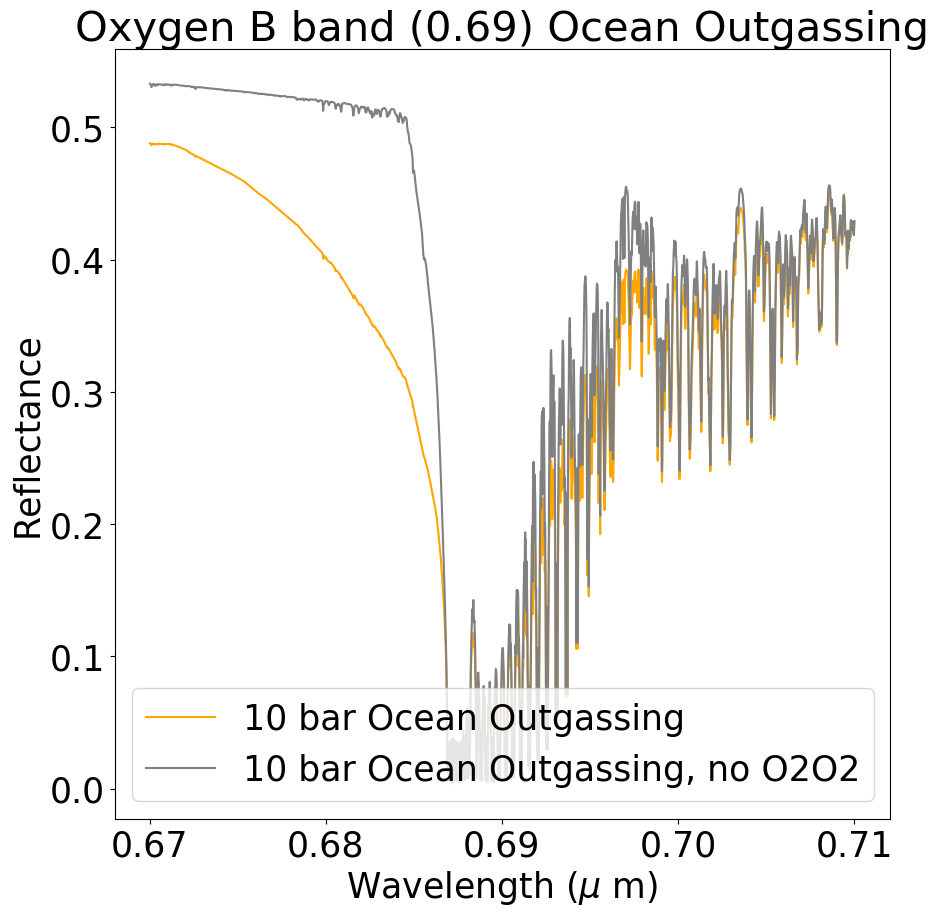 Oxygen B band (0.69) Ocean Outgassing
Reflectance
0.5
0.4
0.3
0.2
0.1
0.0
10 bar Ocean Outgassing
10 bar Ocean Outgassing, no O2O2
0.67 0.68 0.69 0.70 0.71
Wavelength (μ m)